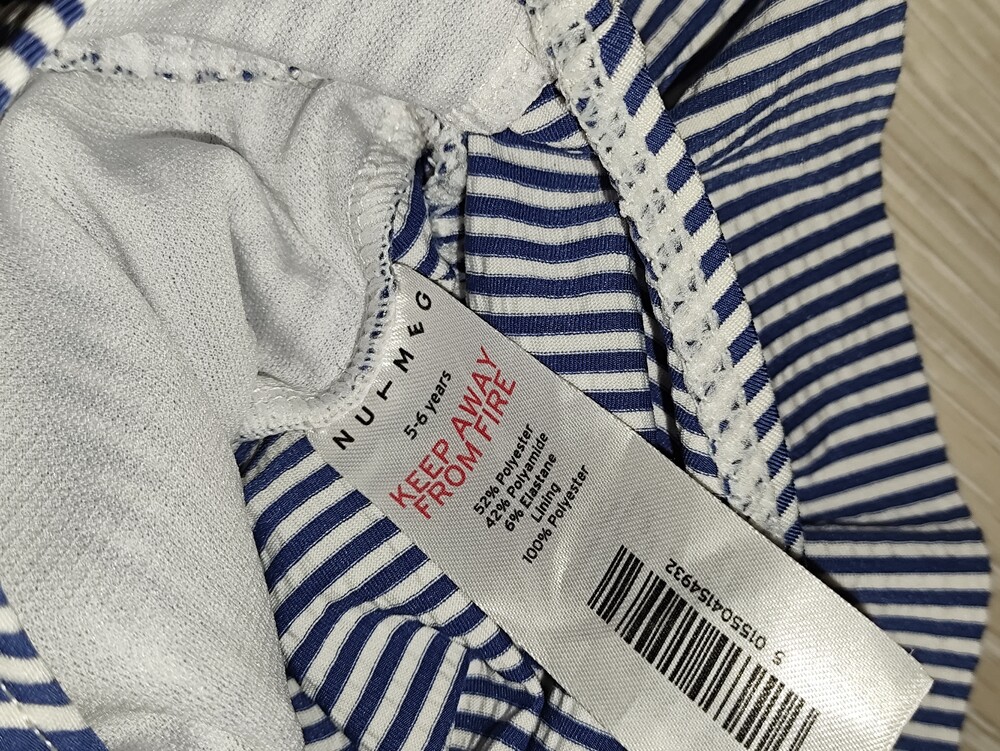 NUTMEG
5-6 years
KEEP AWAY
FROM FIRE
52% Polyester
42% Polyamide
6% Elastane
Lining
100% Polyester
5 015504 154932